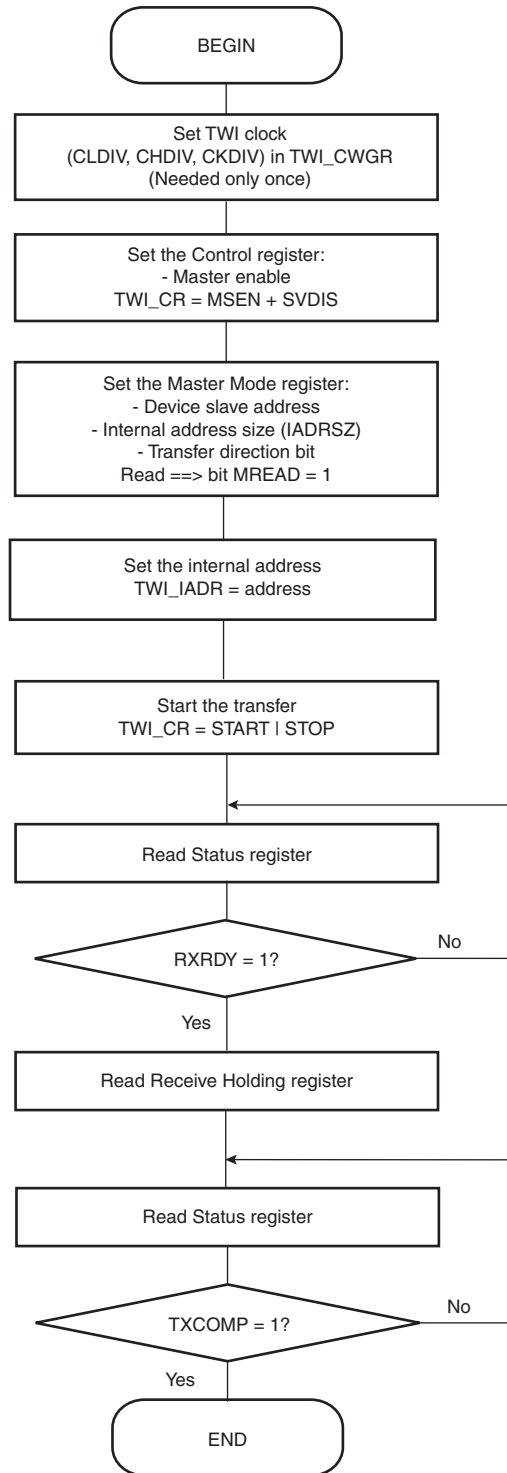 BEGIN
Set TWI clock
(CLDIV, CHDIV, CKDIV) in TWI_CWGR
(Needed only once)
Set the Control register:
- Master enable
TWI_CR = MSEN + SVDIS
Set the Master Mode register:
- Device slave address
- Internal address size (IADRSZ)
- Transfer direction bit
Read ==> bit MREAD = 1
Set the internal address
TWI_IADR = address
Start the transfer
TWI_CR = START | STOP
Read Status register
RXRDY = 1?
No
Yes
Read Receive Holding register
Read Status register
TXCOMP = 1?
No
Yes
END